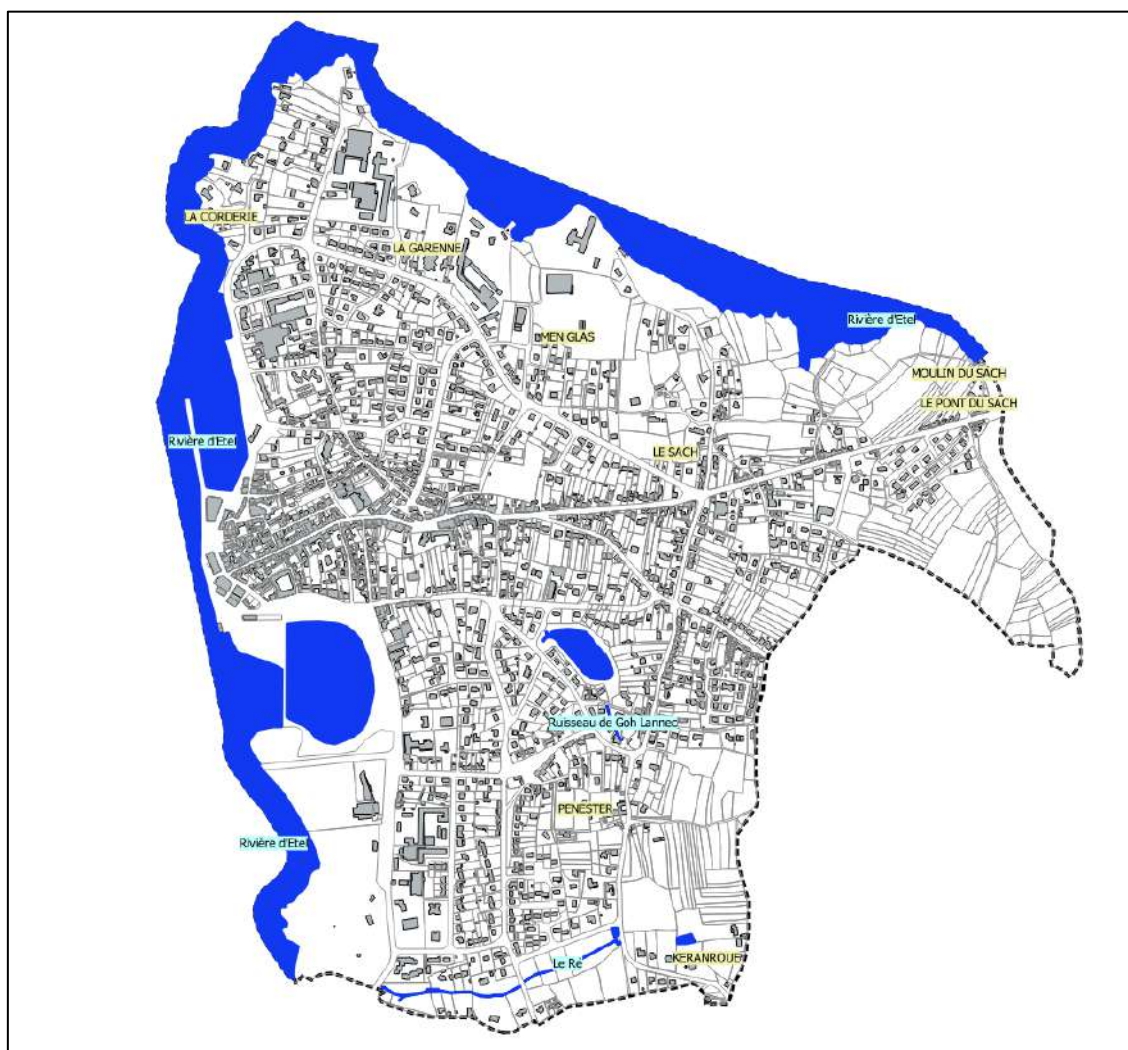 LA CORDERIE
LA GARENNE
Rivière d'Etel
MEN GLAS
MOULIN DU SÁCH
LE PONT DU SACH
Rivière d'Etel
LE SACH
Ruisseau de Goh Lannec
PENESTER
Rivière d'Etel
KERANROUE
Le Ré